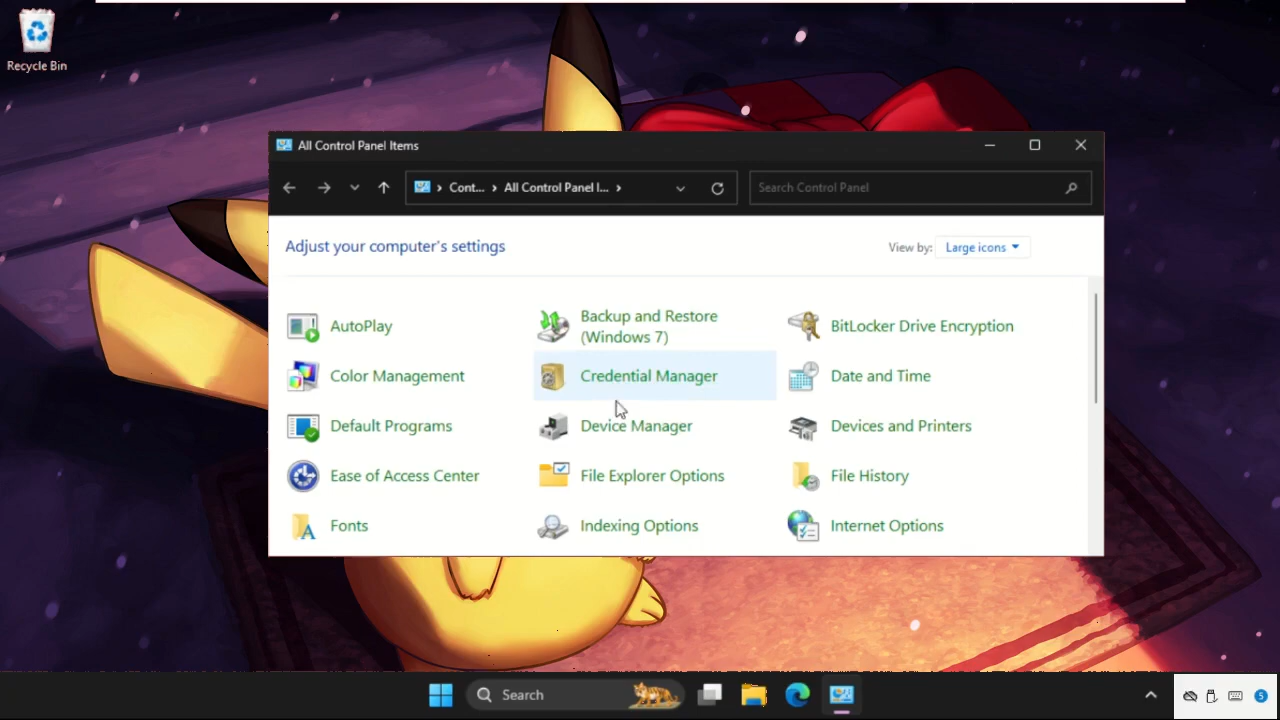 Recycle Bin
All Control Panel Items
Cont... › All Control Panel I... ›
Search Control Panel
Adjust your computer's settings
View by: Large icons
AutoPlay
Backup and Restore
(Windows 7)
BitLocker Drive Encryption
Color Management
Credential Manager
Date and Time
Default Programs
Device Manager
Devices and Printers
Ease of Access Center
File Explorer Options
File History
Fonts
Indexing Options
Internet Options
Search
5